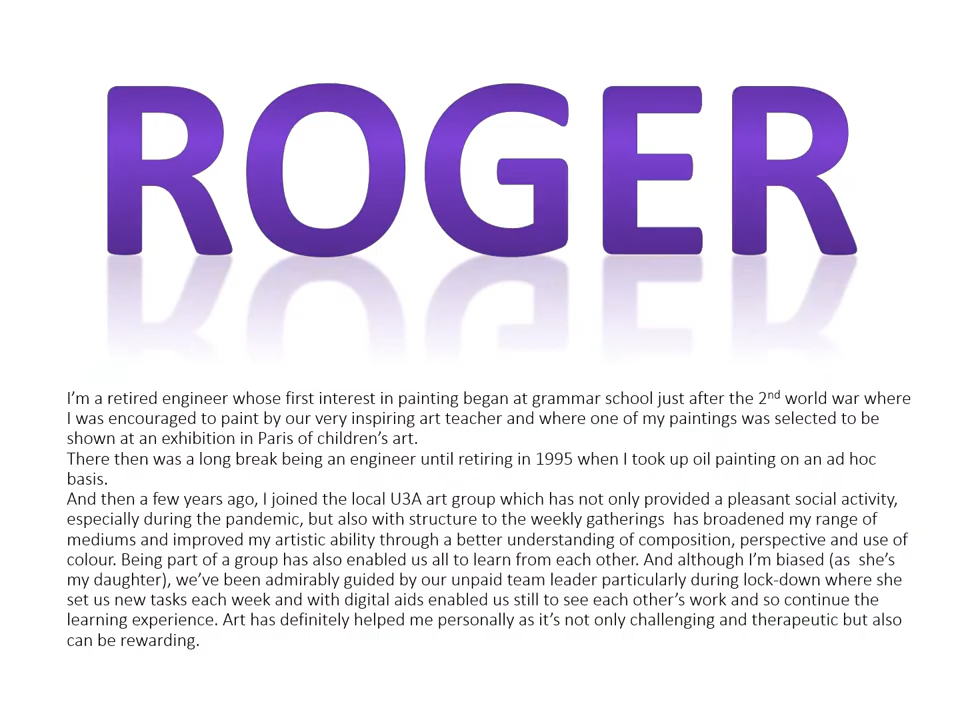 ROGER
I’m a retired engineer whose first interest in painting began at grammar school just after the 2nd world war where
I was encouraged to paint by our very inspiring art teacher and where one of my paintings was selected to be
shown at an exhibition in Paris of children’s art.
There then was a long break being an engineer until retiring in 1995 when I took up oil painting on an ad hoc
basis.
And then a few years ago, I joined the local U3A art group which has not only provided a pleasant social activity,
especially during the pandemic, but also with structure to the weekly gatherings  has broadened my range of
mediums and improved my artistic ability through a better understanding of composition, perspective and use of
colour. Being part of a group has also enabled us all to learn from each other. And although I’m biased (as  she’s
my daughter), we’ve been admirably guided by our unpaid team leader particularly during lock-down where she
set us new tasks each week and with digital aids enabled us still to see each other’s work and so continue the
learning experience. Art has definitely helped me personally as it’s not only challenging and therapeutic but also
can be rewarding.